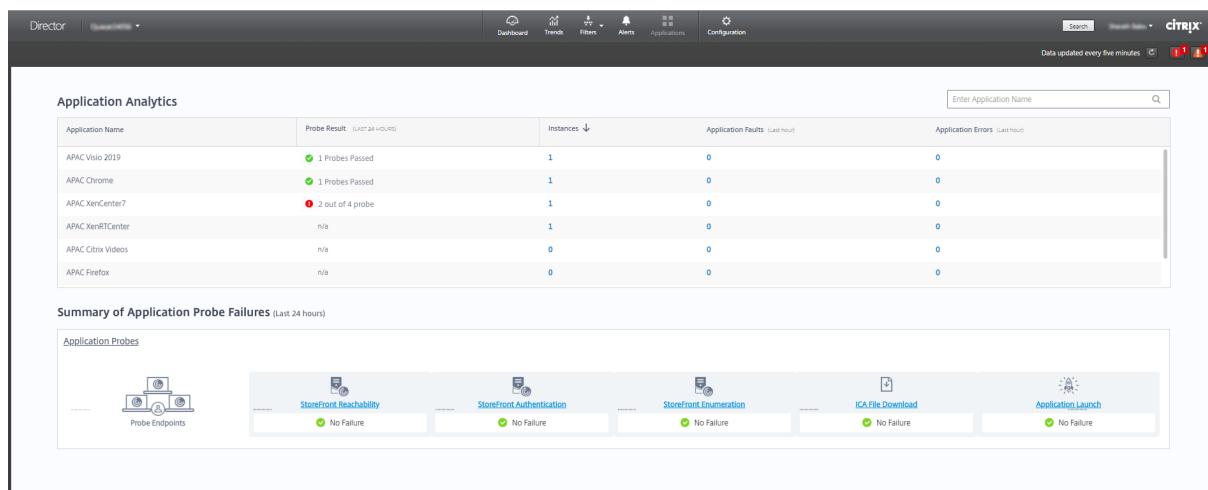 Director
Dashboard
Trends
Filters
Alerts
Applications
Configuration
Search
CITRIX
Data updated every five minutes
1
1
Application Analytics
Enter Application Name
Application Name Probe Result (LAST 24 HOURS) Instances Application Faults (Last hour) Application Errors (Last hour)
APAC Visio 2019 1 Probes Passed 1 0 0
APAC Chrome 1 Probes Passed 1 0 0
APAC XenCenter7 2 out of 4 probe 1 0 0
APAC XenRTCenter n/a 1 0 0
APAC Citrix Videos n/a 0 0 0
APAC Firefox n/a 0 0 0
Summary of Application Probe Failures (Last 24 hours)
Application Probes
Probe Endpoints
StoreFront Reachability
No Failure
StoreFront Authentication
No Failure
StoreFront Enumeration
No Failure
ICA File Download
No Failure
Application Launch
No Failure